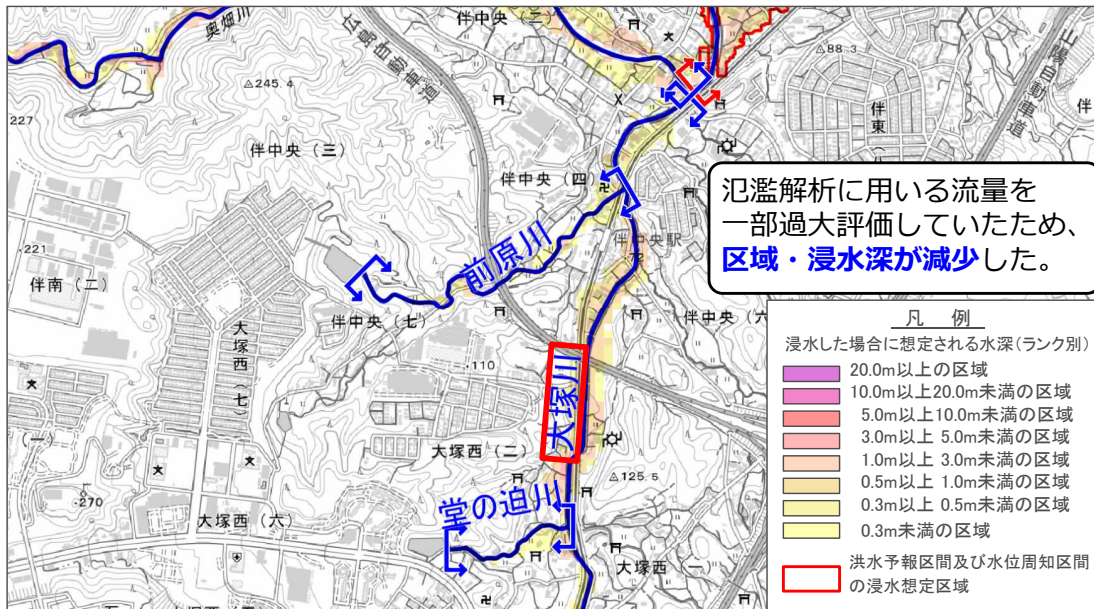 奥畑川
広島自動車道
伴中央(二)
△88.3
山陽自動車道
伴
△245.4
227
伴東
伴中央(三)
伴中央(四)
氾濫解析に用いる流量を
一部過大評価していたため、
区域・浸水深が減少した。
伴中央駅
72
221
前原川
伴南(二)
伴中央(七)
伴中央(六
凡 例
浸水した場合に想定される水深(ランク別)
20.0m以上の区域
10.0m以上20.0m未満の区域
5.0m以上10.0m未満の区域
3.0m以上 5.0m未満の区域
1.0m以上 3.0m未満の区域
0.5m以上 1.0m未満の区域
0.3m以上 0.5m未満の区域
0.3m未満の区域
洪水予報区間及び水位周知区間
の浸水想定区域
大塚西(七)
110
大塚川
大塚西(二)
△125.5
(一)
270
堂の迫川
大塚西(六)
大塚西(一)